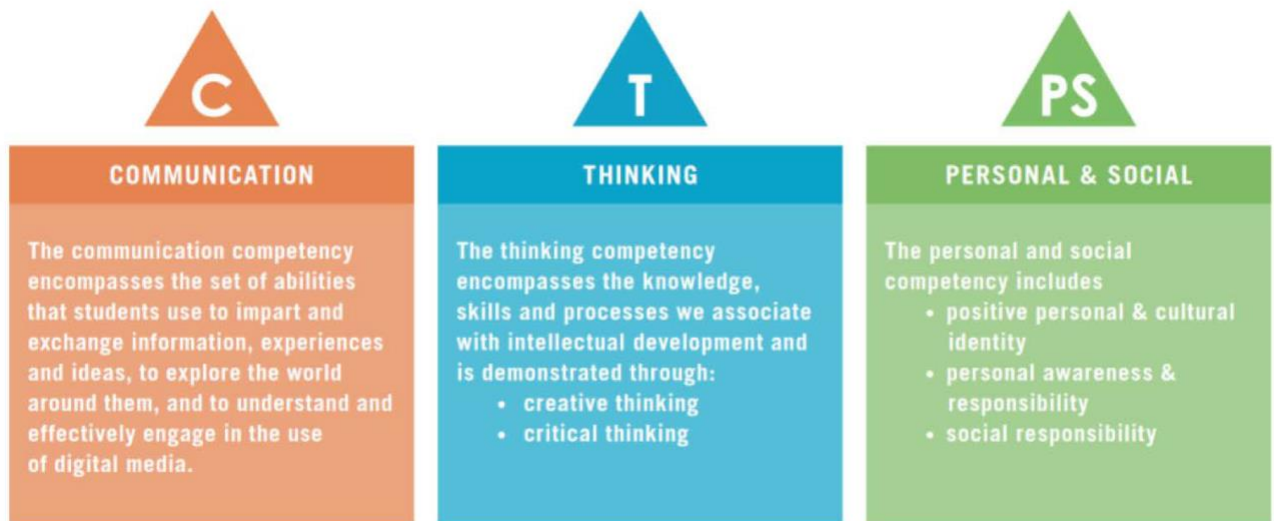 C
COMMUNICATION
The communication competency
encompasses the set of abilities
that students use to impart and
exchange information, experiences
and ideas, to explore the world
around them, and to understand and
effectively engage in the use
of digital media.
T
THINKING
The thinking competency
encompasses the knowledge,
skills and processes we associate
with intellectual development and
is demonstrated through:
• creative thinking
• critical thinking
PS
PERSONAL & SOCIAL
The personal and social
competency includes
• positive personal & cultural
identity
• personal awareness &
responsibility
• social responsibility